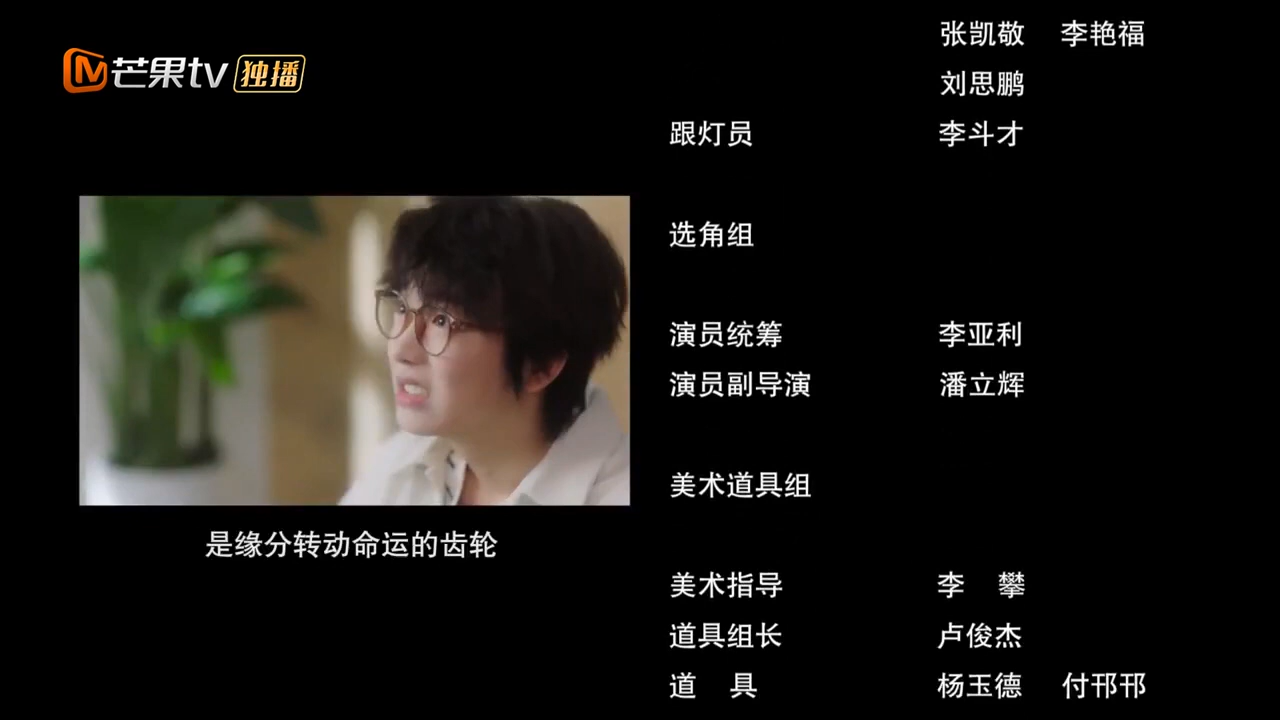 芒果tv 独播
张凯敬 李艳福
刘思鹏
跟灯员 李斗才
选角组
演员统筹 李亚利
演员副导演 潘立辉
美术道具组
是缘分转动命运的齿轮
美术指导 李 攀
道具组长 卢俊杰
道 具 杨玉德 付邗邗